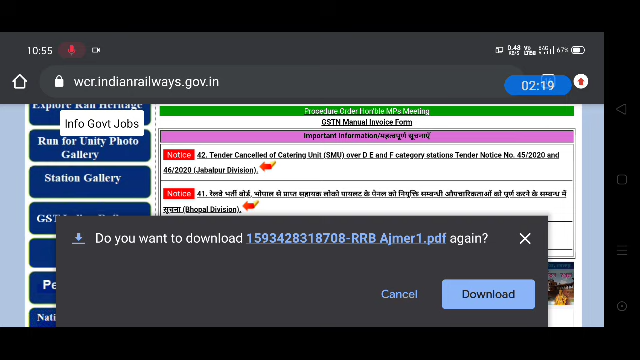 10:55
0.48
67%
wcr.indianrailways.gov.in
02:19
Explore Rail Heritage
Info Govt Jobs
Run for Unity Photo
Gallery
Station Gallery
Procedure Order Hon'ble MPs Meeting
GSTN Manual Invoice Form
Important Information/महत्वपूर्ण सूचनाएँ
Notice 42. Tender Cancelled of Catering Unit (SMU) over D E and F category stations Tender Notice No. 45/2020 and
46/2020 (Jabalpur Division).
Notice 41. रेलवे भर्ती बोर्ड, भोपाल से प्राप्त सहायक लोको पायलट के पेनल को नियुक्ति सम्बन्धी औपचारिकताओं को पूर्ण करने के सम्बन्ध में
सूचना (Bhopal Division).
Do you want to download 1593428318708-RRB Ajmer1.pdf again?
Cancel
Download